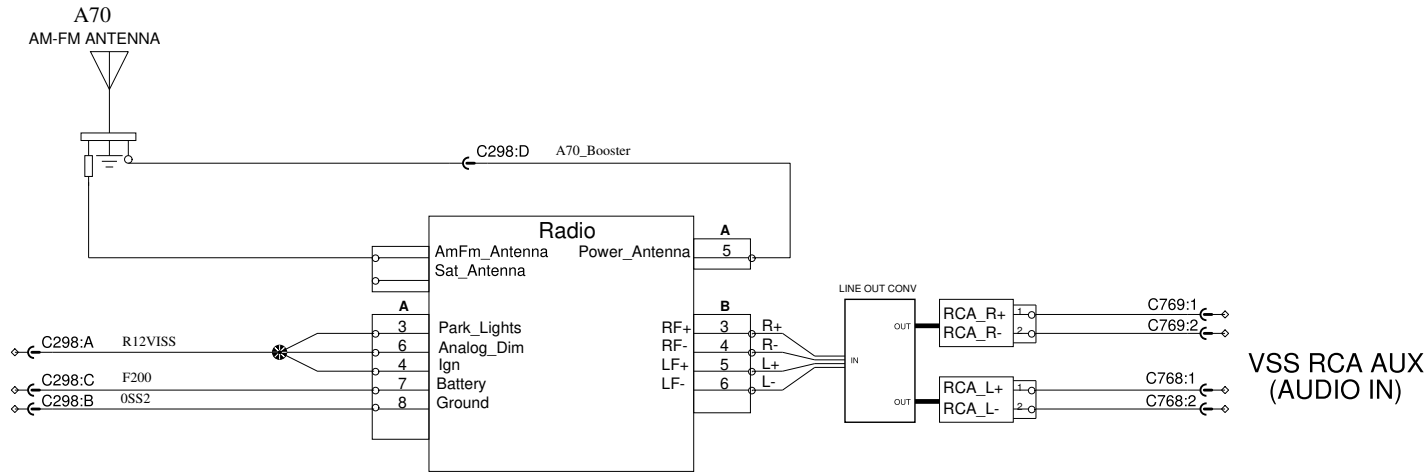 A70
AM-FM ANTENNA
C298:D A70_Booster
Radio
A
AmFm_Antenna Power_Antenna 5
Sat_Antenna
LINE OUT CONV
A B
3 Park_Lights RF+ 3 R+
6 Analog_Dim RF- 4 R-
4 Ign LF+ 5 L+
7 Battery LF- 6 L-
8 Ground
C298:A R12VISS
C298:C F200
C298:B 0SS2
IN
OUT
OUT
RCA_R+ 1 C769:1
RCA_R- 2 C769:2
RCA_L+ 1 C768:1
RCA_L- 2 C768:2
VSS RCA AUX
(AUDIO IN)